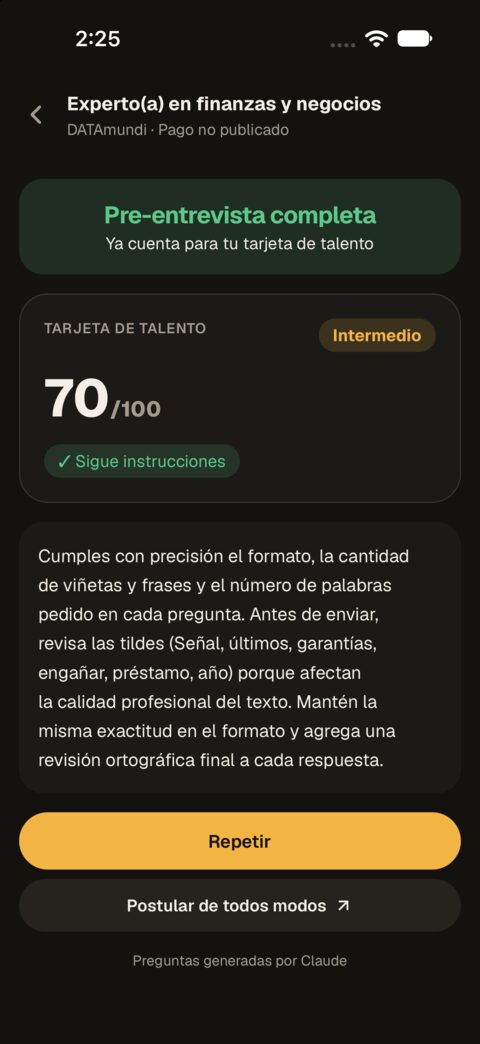 2:25
Experto(a) en finanzas y negocios
DATAmundi · Pago no publicado
Pre-entrevista completa
Ya cuenta para tu tarjeta de talento
TARJETA DE TALENTO
Intermedio
70/100
✓ Sigue instrucciones
Cumples con precisión el formato, la cantidad
de viñetas y frases y el número de palabras
pedido en cada pregunta. Antes de enviar,
revisa las tildes (Señal, últimos, garantías,
engañar, préstamo, año) porque afectan
la calidad profesional del texto. Mantén la
misma exactitud en el formato y agrega una
revisión ortográfica final a cada respuesta.
Repetir
Postular de todos modos ↗
Preguntas generadas por Claude